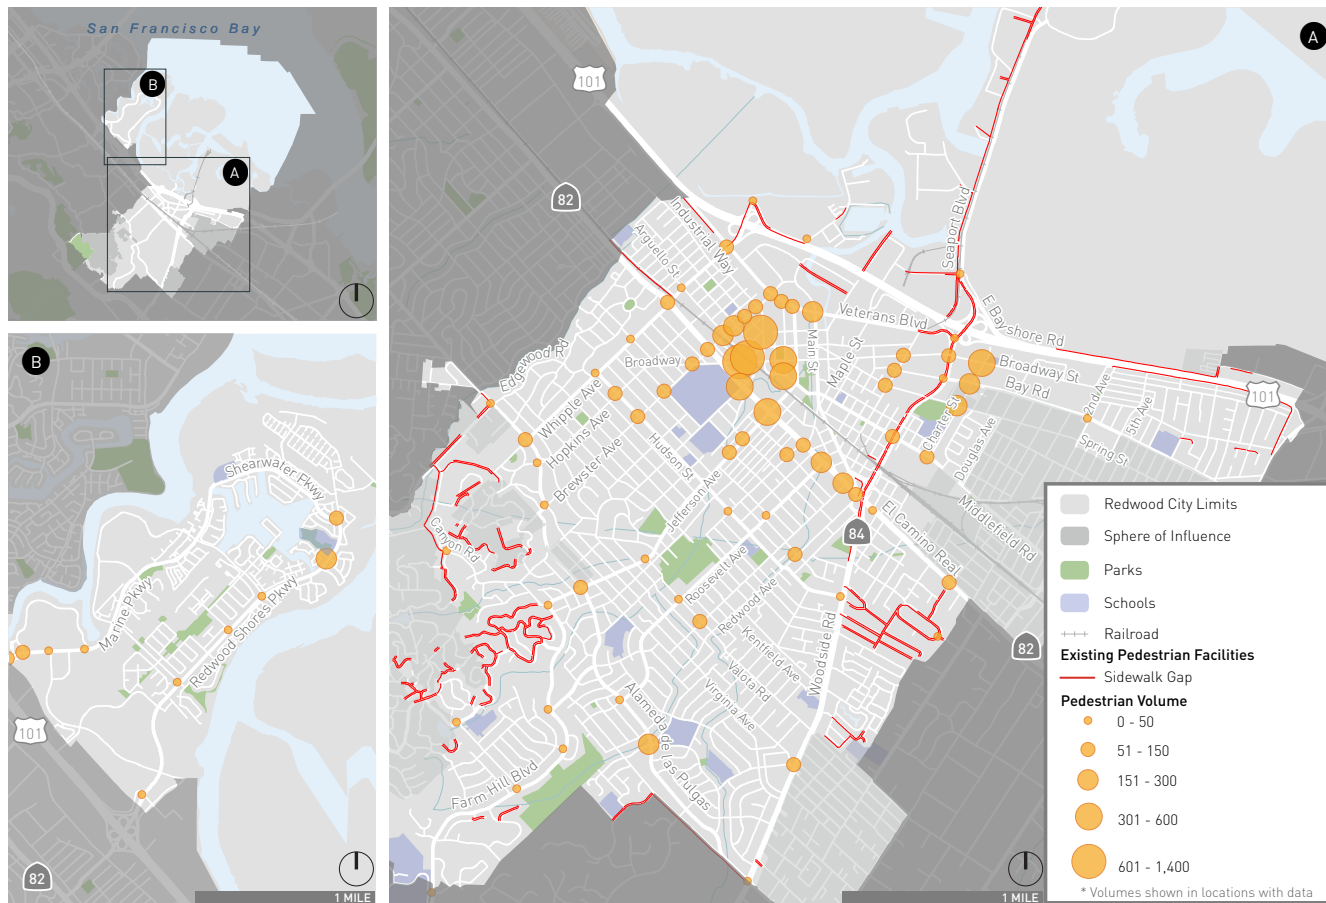 San Francisco Bay
B
A
B
Shearwater Pkwy
Marine Pkwy
Redwood Shores Pkwy
101
82
1 MILE
A
101
82
Industrial Way
Arguello St
Seaport Blvd
E Bayshore Rd
Veterans Blvd
Main St
Maple St
Broadway
Broadway St
Bay Rd
2nd Ave
5th Ave
101
Edgewood Rd
Whipple Ave
Hopkins Ave
Brewster Ave
Hudson St
Jefferson Ave
Charter St
Douglas Ave
Spring St
Middlefield Rd
El Camino Real
84
Canyon Rd
Roosevelt Ave
Redwood Ave
Kentfield Ave
Valota Rd
Virginia Ave
Woodside Rd
82
Alameda de Las Pulgas
Farm Hill Blvd
1 MILE
Redwood City Limits
Sphere of Influence
Parks
Schools
Railroad
Existing Pedestrian Facilities
Sidewalk Gap
Pedestrian Volume
0 - 50
51 - 150
151 - 300
301 - 600
601 - 1,400
* Volumes shown in locations with data